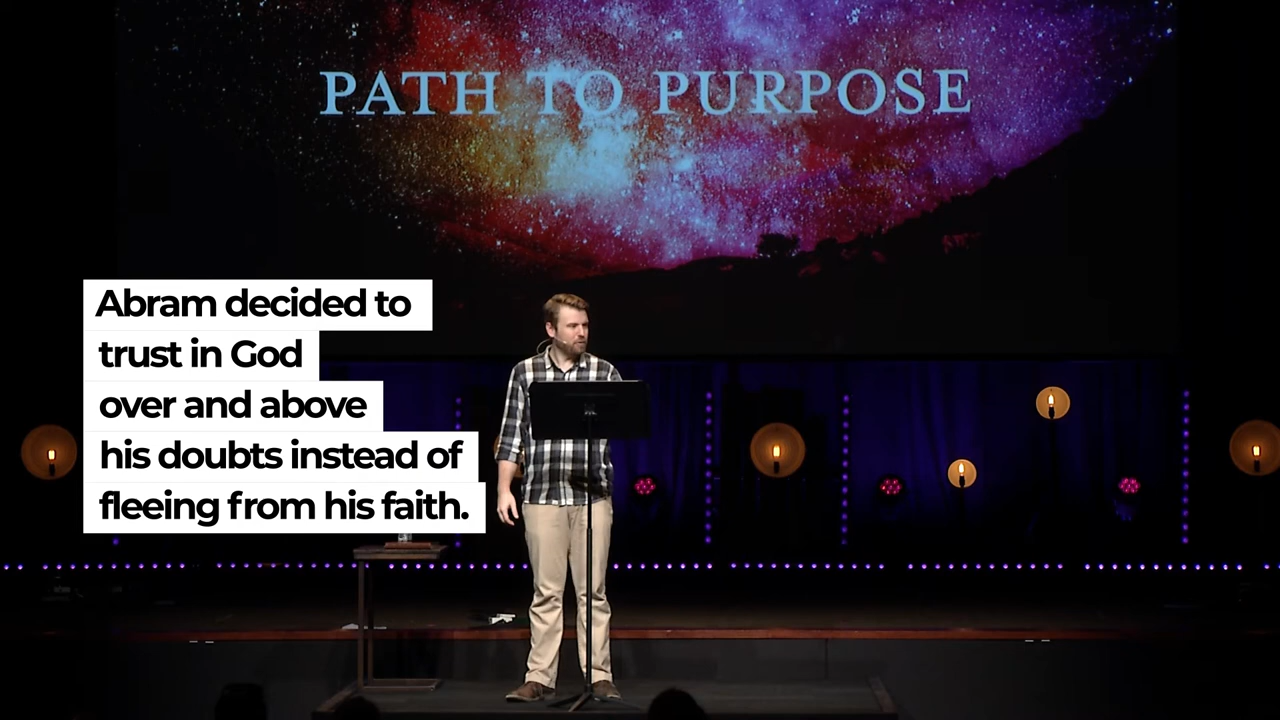 PATH TO PURPOSE
Abram decided to
trust in God
over and above
his doubts instead of
fleeing from his faith.